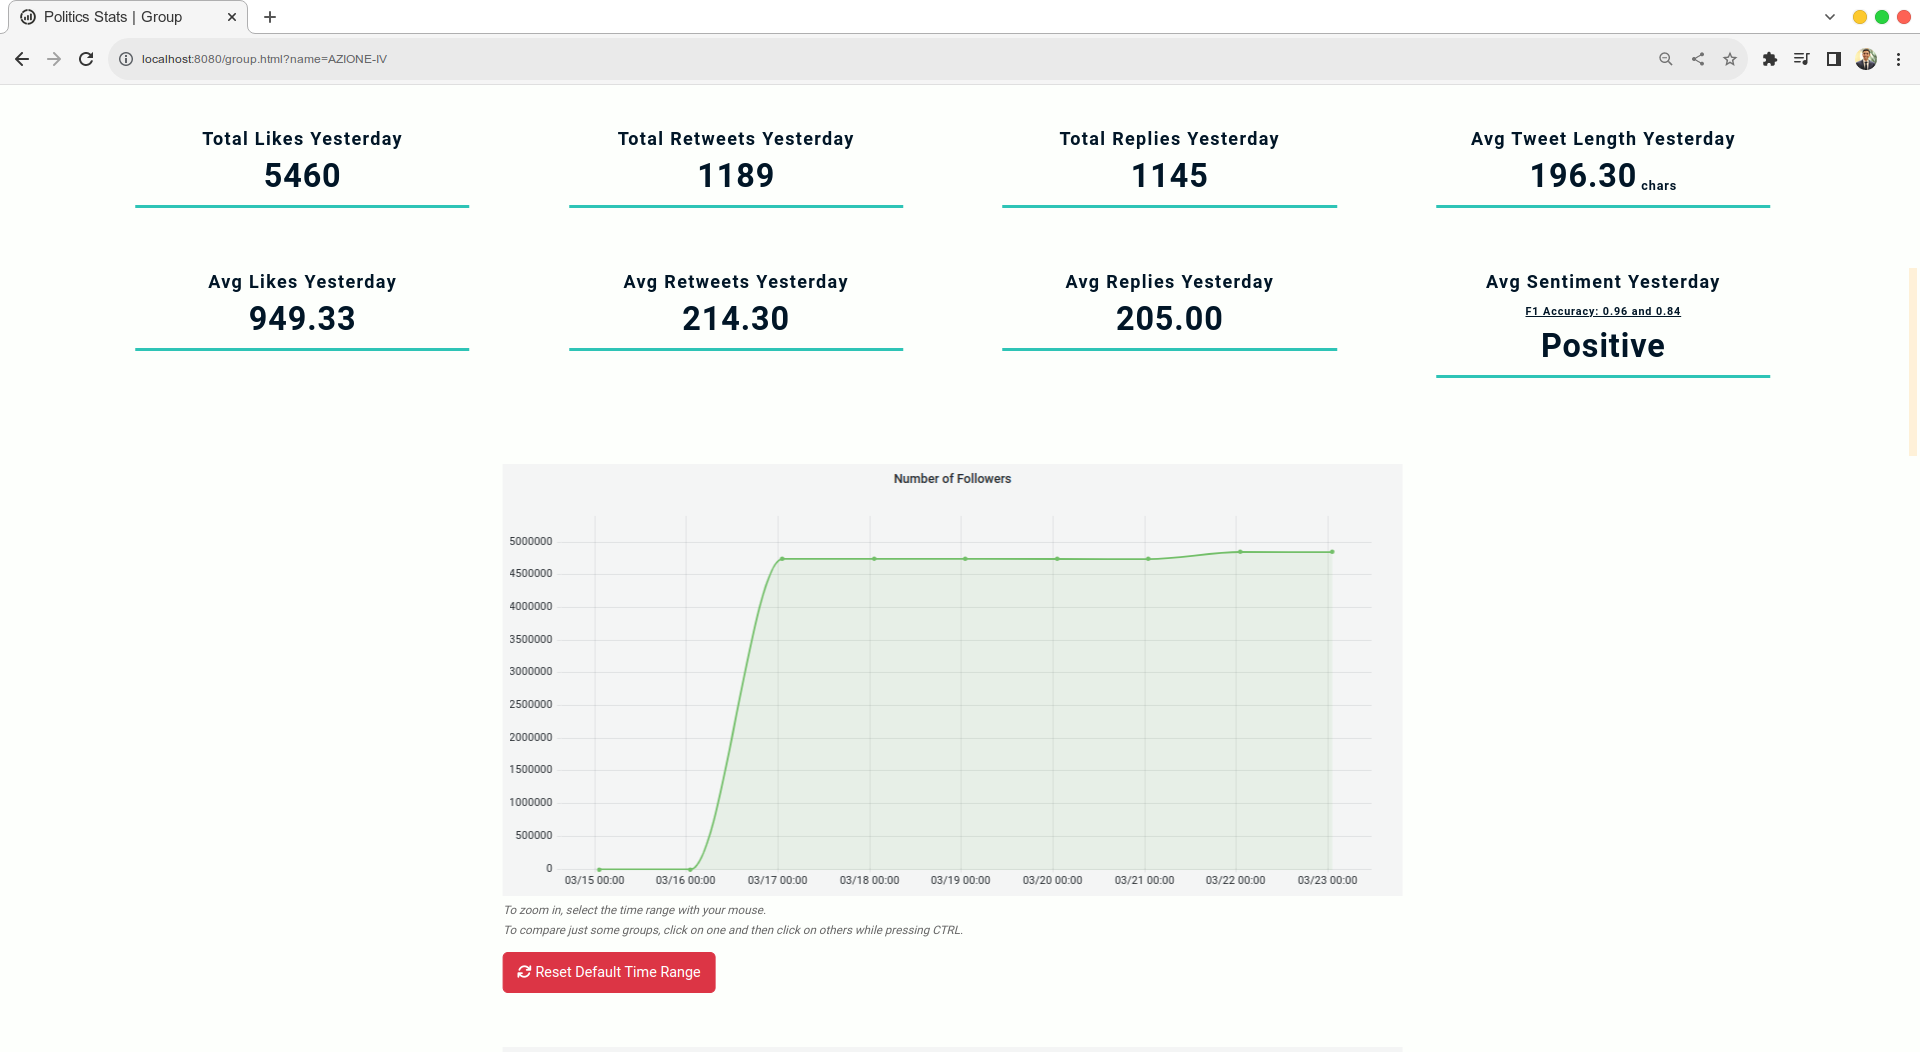 Politics Stats | Group
localhost:8080/group.html?name=AZIONE-IV
Total Likes Yesterday
5460
Total Retweets Yesterday
1189
Total Replies Yesterday
1145
Avg Tweet Length Yesterday
196.30 chars
Avg Likes Yesterday
949.33
Avg Retweets Yesterday
214.30
Avg Replies Yesterday
205.00
Avg Sentiment Yesterday
F1 Accuracy: 0.96 and 0.84
Positive
Number of Followers
5000000
4500000
4000000
3500000
3000000
2500000
2000000
1500000
1000000
500000
0
03/15 00:00 03/16 00:00 03/17 00:00 03/18 00:00 03/19 00:00 03/20 00:00 03/21 00:00 03/22 00:00 03/23 00:00
To zoom in, select the time range with your mouse.
To compare just some groups, click on one and then click on others while pressing CTRL.
Reset Default Time Range